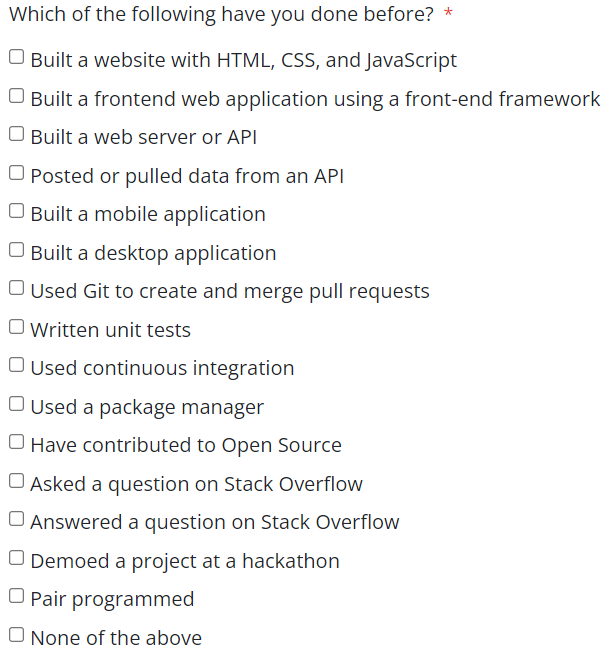 Which of the following have you done before? *
Built a website with HTML, CSS, and JavaScript
Built a frontend web application using a front-end framework
Built a web server or API
Posted or pulled data from an API
Built a mobile application
Built a desktop application
Used Git to create and merge pull requests
Written unit tests
Used continuous integration
Used a package manager
Have contributed to Open Source
Asked a question on Stack Overflow
Answered a question on Stack Overflow
Demoed a project at a hackathon
Pair programmed
None of the above